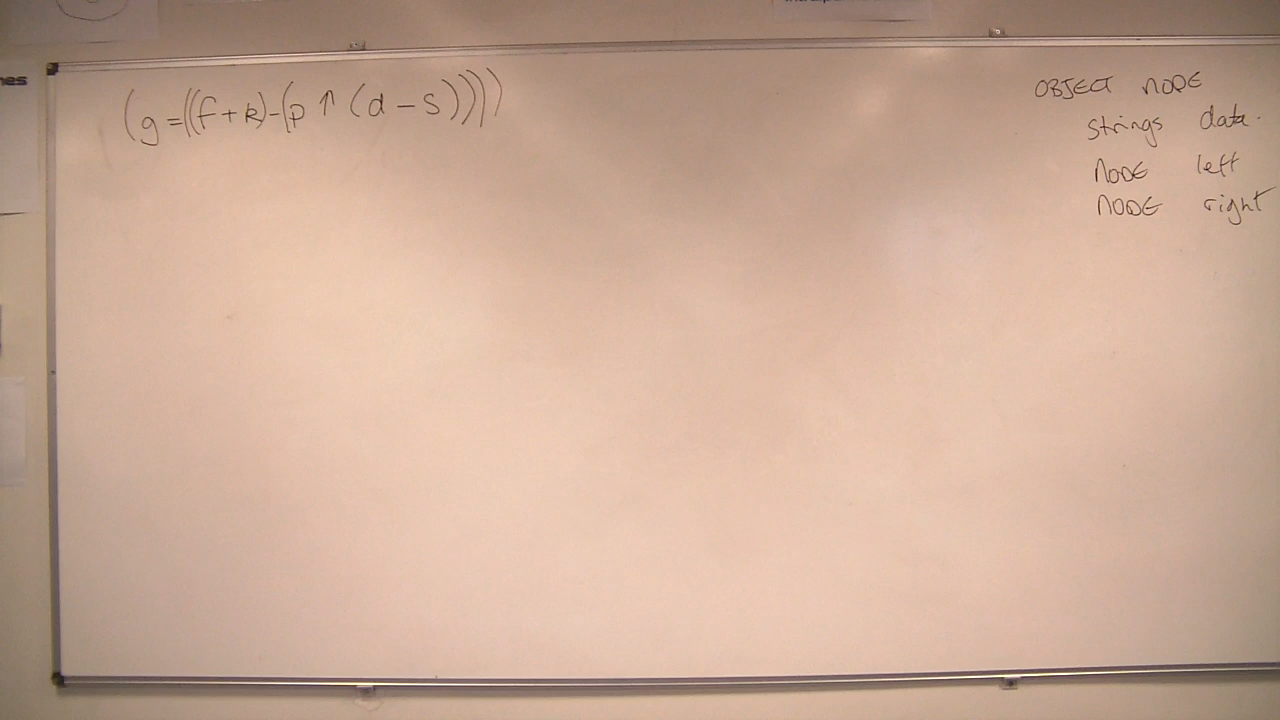 (g=((f+k)-(p↑(d-s))))
OBJECT NODE
strings data.
NODE left
NODE right